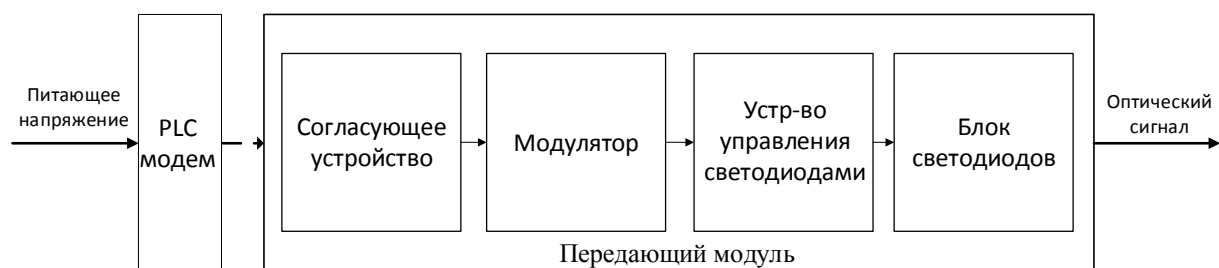 Питающее
напряжение
PLC
модем
Согласующее
устройство
Модулятор
Устр-во
управления
светодиодами
Блок
светодиодов
Оптический
сигнал
Передающий модуль